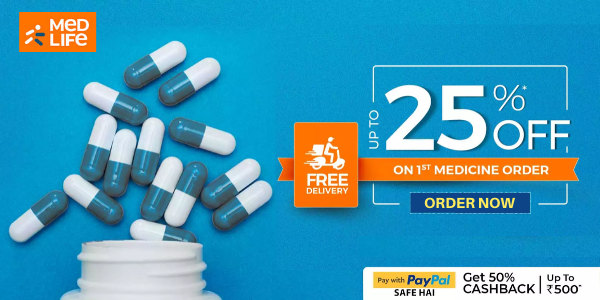 MED
LIFE
UP TO
25%*
OFF
FREE
DELIVERY
ON 1ST MEDICINE ORDER
ORDER NOW
Pay with PayPal
SAFE HAI
Get 50%
CASHBACK
Up To
₹500*